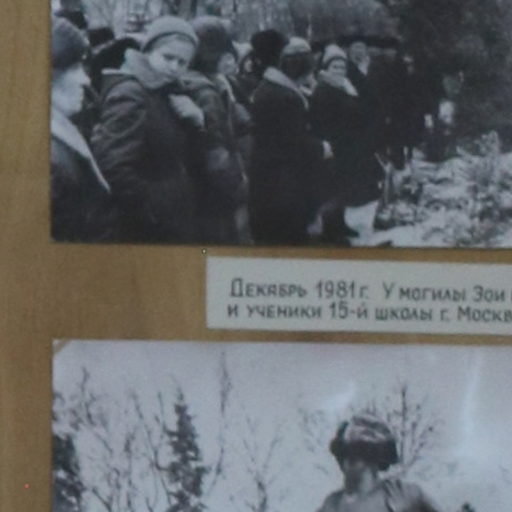 Декабрь 1981 г. У могилы Зои
и ученики 15-й школы г. Москв